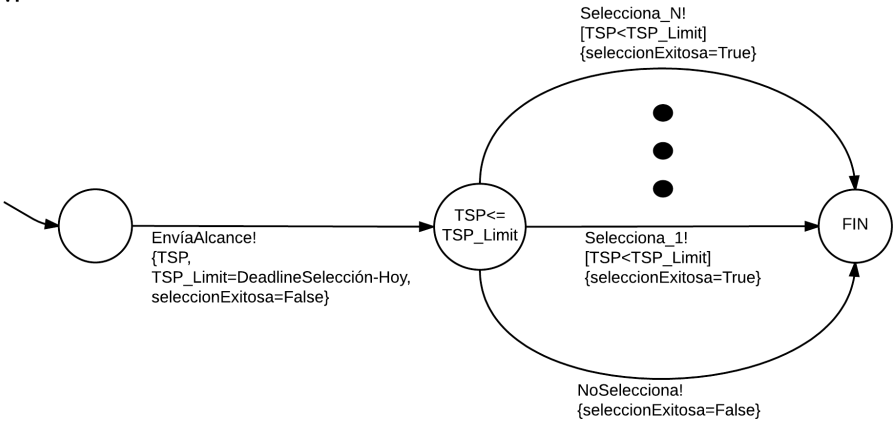 Selecciona_N!
[TSP<TSP_Limit]
{seleccionExitosa=True}
TSP<=
TSP_Limit
FIN
EnvíaAlcance!
{TSP,
TSP_Limit=DeadlineSelección-Hoy,
seleccionExitosa=False}
Selecciona_1!
[TSP<TSP_Limit]
{seleccionExitosa=True}
NoSelecciona!
{seleccionExitosa=False}